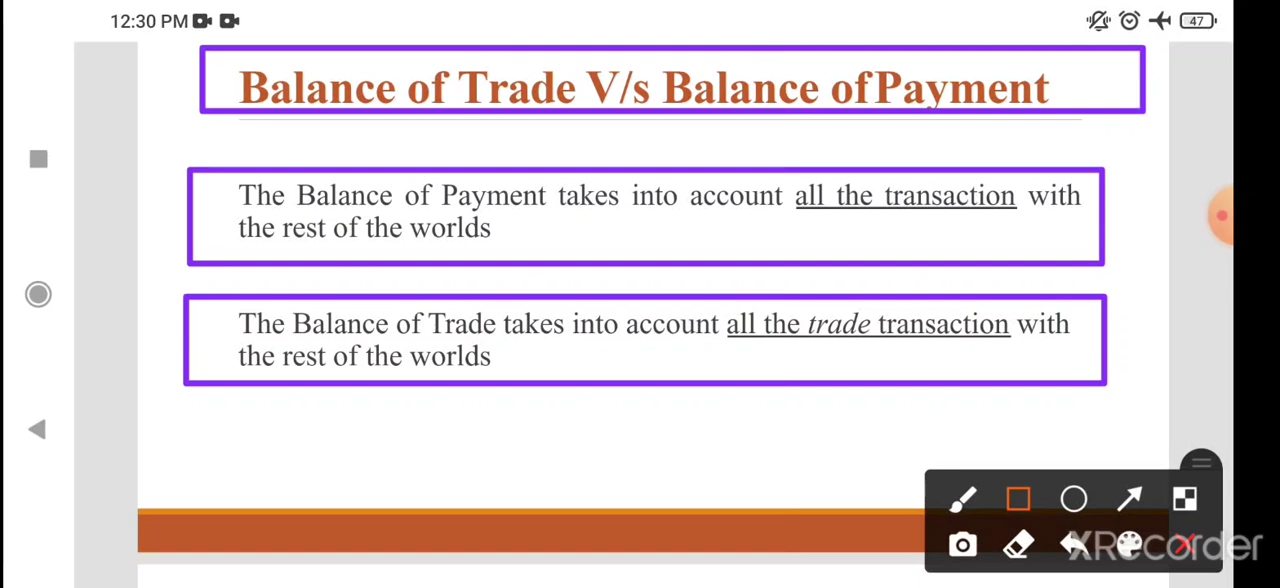 12:30 PM
47
Balance of Trade V/s Balance of Payment
The Balance of Payment takes into account all the transaction with
the rest of the worlds
The Balance of Trade takes into account all the trade transaction with
the rest of the worlds
XRecorder